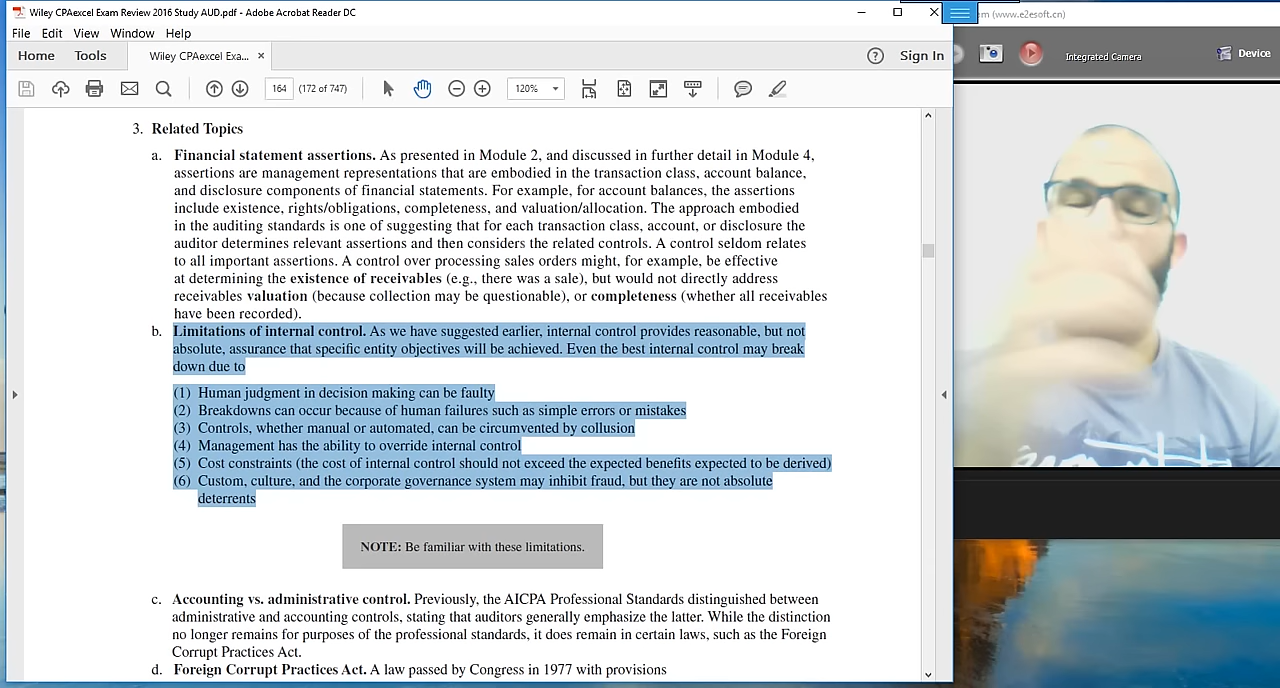 Wiley CPAexcel Exam Review 2016 Study AUD.pdf - Adobe Acrobat Reader DC
em (www.e2esoft.cn)
File Edit View Window Help
Home Tools Wiley CPAexcel Exa... × Sign In
Integrated Camera Device
164 (172 of 747) 120%
3. Related Topics
a. Financial statement assertions. As presented in Module 2, and discussed in further detail in Module 4,
assertions are management representations that are embodied in the transaction class, account balance,
and disclosure components of financial statements. For example, for account balances, the assertions
include existence, rights/obligations, completeness, and valuation/allocation. The approach embodied
in the auditing standards is one of suggesting that for each transaction class, account, or disclosure the
auditor determines relevant assertions and then considers the related controls. A control seldom relates
to all important assertions. A control over processing sales orders might, for example, be effective
at determining the existence of receivables (e.g., there was a sale), but would not directly address
receivables valuation (because collection may be questionable), or completeness (whether all receivables
have been recorded).
b. Limitations of internal control. As we have suggested earlier, internal control provides reasonable, but not
absolute, assurance that specific entity objectives will be achieved. Even the best internal control may break
down due to
(1) Human judgment in decision making can be faulty
(2) Breakdowns can occur because of human failures such as simple errors or mistakes
(3) Controls, whether manual or automated, can be circumvented by collusion
(4) Management has the ability to override internal control
(5) Cost constraints (the cost of internal control should not exceed the expected benefits expected to be derived)
(6) Custom, culture, and the corporate governance system may inhibit fraud, but they are not absolute
deterrents
NOTE: Be familiar with these limitations.
c. Accounting vs. administrative control. Previously, the AICPA Professional Standards distinguished between
administrative and accounting controls, stating that auditors generally emphasize the latter. While the distinction
no longer remains for purposes of the professional standards, it does remain in certain laws, such as the Foreign
Corrupt Practices Act.
d. Foreign Corrupt Practices Act. A law passed by Congress in 1977 with provisions